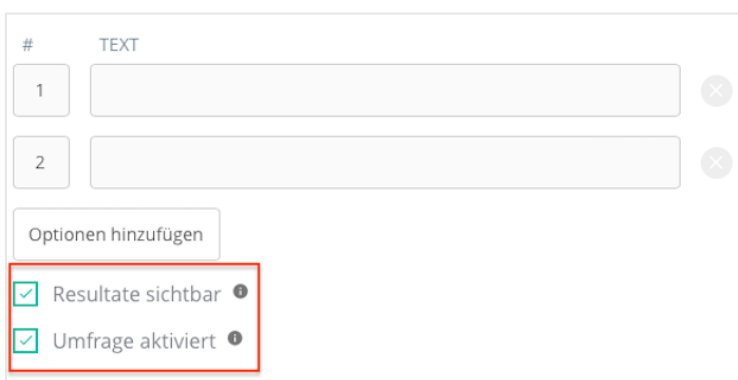 # TEXT
1
2
Optionen hinzufügen
Resultate sichtbar
Umfrage aktiviert